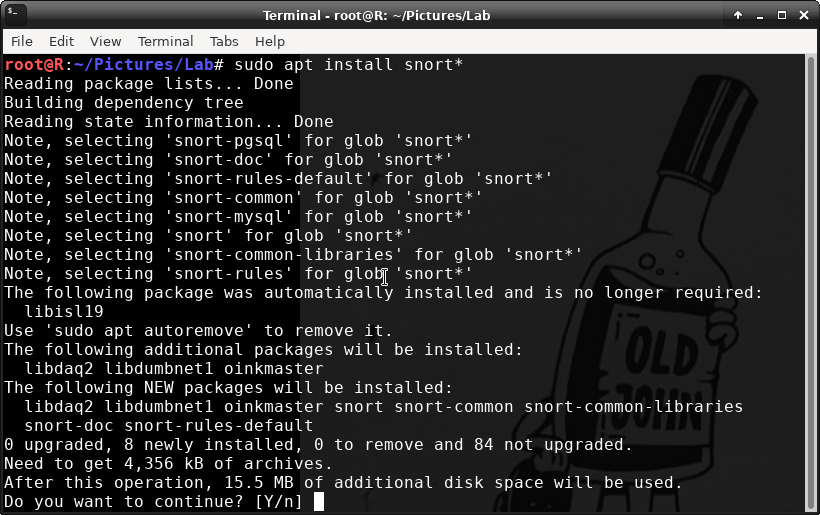 Terminal - root@R: ~/Pictures/Lab
File Edit View Terminal Tabs Help
root@R:~/Pictures/Lab# sudo apt install snort*
Reading package lists... Done
Building dependency tree
Reading state information... Done
Note, selecting 'snort-pgsql' for glob 'snort*'
Note, selecting 'snort-doc' for glob 'snort*'
Note, selecting 'snort-rules-default' for glob 'snort*'
Note, selecting 'snort-common' for glob 'snort*'
Note, selecting 'snort-mysql' for glob 'snort*'
Note, selecting 'snort' for glob 'snort*'
Note, selecting 'snort-common-libraries' for glob 'snort*'
Note, selecting 'snort-rules' for glob 'snort*'
The following package was automatically installed and is no longer required:
  libisl19
Use 'sudo apt autoremove' to remove it.
The following additional packages will be installed:
  libdaq2 libdumbnet1 oinkmaster
The following NEW packages will be installed:
  libdaq2 libdumbnet1 oinkmaster snort snort-common snort-common-libraries
  snort-doc snort-rules-default
0 upgraded, 8 newly installed, 0 to remove and 84 not upgraded.
Need to get 4,356 kB of archives.
After this operation, 15.5 MB of additional disk space will be used.
Do you want to continue? [Y/n]
OLD
JOHN